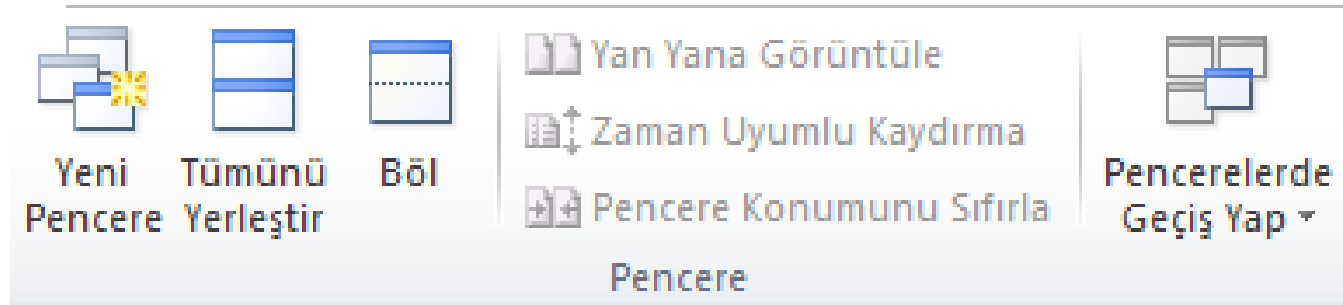 Yeni
Pencere
Tümünü
Yerleştir
Böl
Yan Yana Görüntüle
Zaman Uyumlu Kaydırma
Pencere Konumunu Sıfırla
Pencerelerde
Geçiş Yap
Pencere